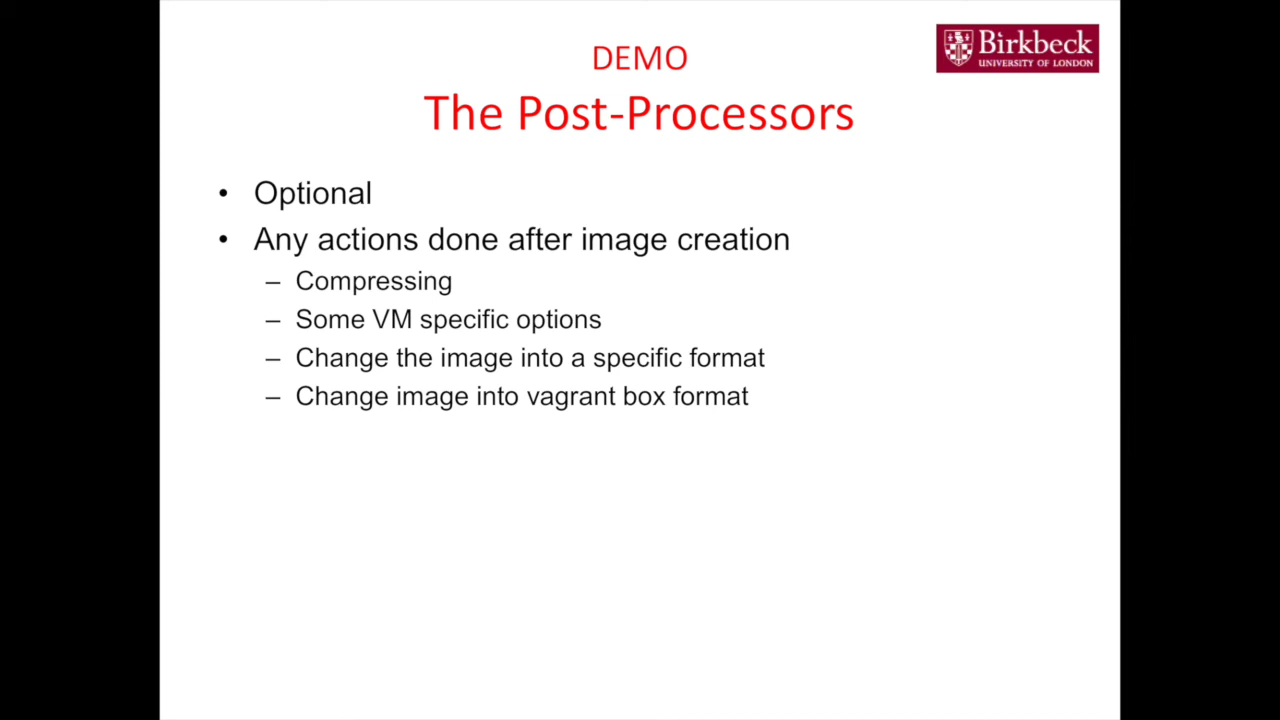 DEMO
Birkbeck
UNIVERSITY OF LONDON
The Post-Processors
• Optional
• Any actions done after image creation
– Compressing
– Some VM specific options
– Change the image into a specific format
– Change image into vagrant box format